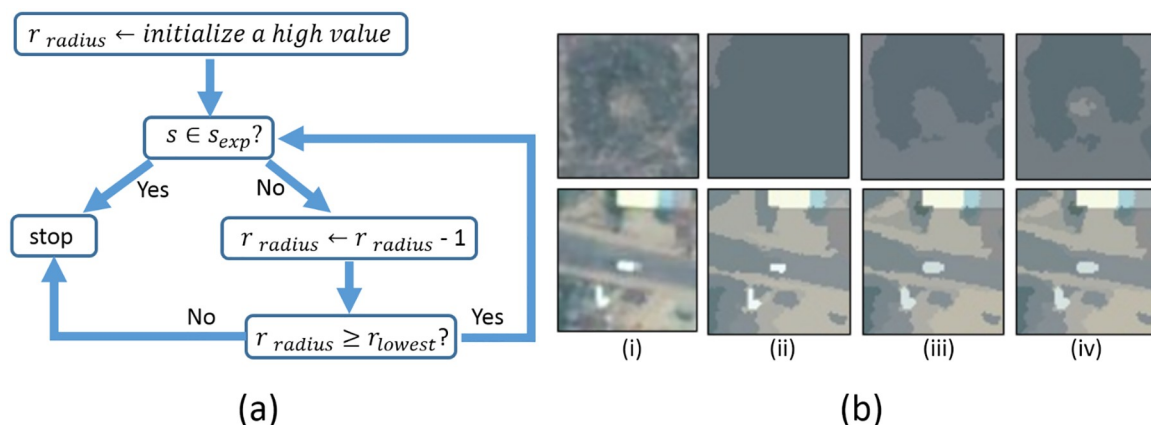 r radius ← initialize a high value
s ∈ s exp?
Yes
No
stop
r radius ← r radius - 1
No
Yes
r radius ≥ r lowest?
(a)
(i)
(ii)
(iii)
(iv)
(b)